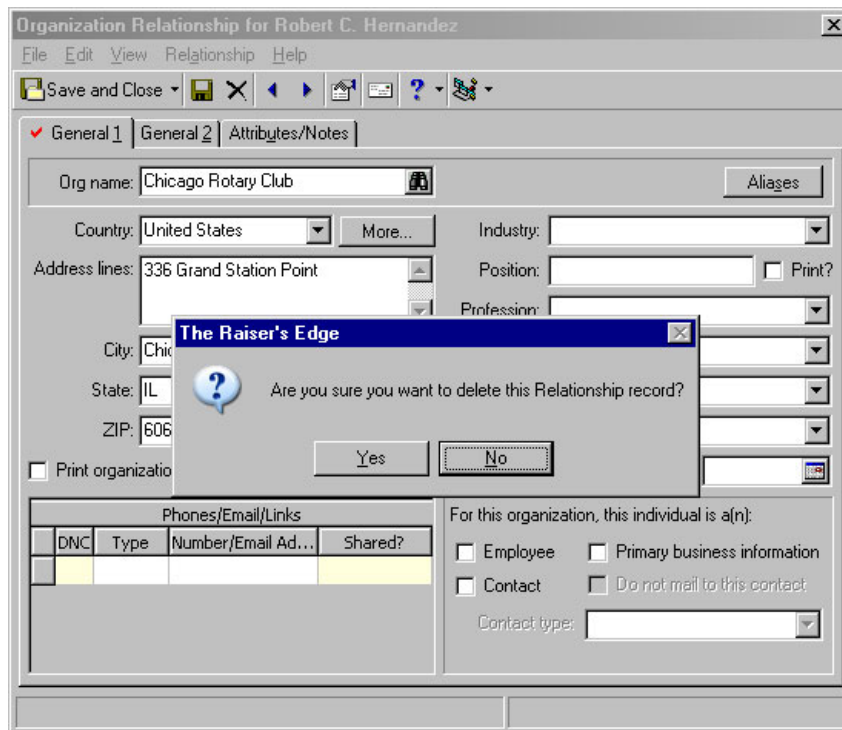 Organization Relationship for Robert C. Hernandez
File Edit View Relationship Help
Save and Close
General 1 General 2 Attributes/Notes
Org name: Chicago Rotary Club Aliases
Country: United States More... Industry:
Address lines: 336 Grand Station Point Position: Print?
Profession:
The Raiser's Edge
City:
Are you sure you want to delete this Relationship record?
State: IL
ZIP: 606
Yes No
Print
Phones/Email/Links For this organization, this individual is a(n):
DNC Type Number/Email Ad... Shared?
Employee Primary business information
Contact Do not mail to this contact
Contact type: